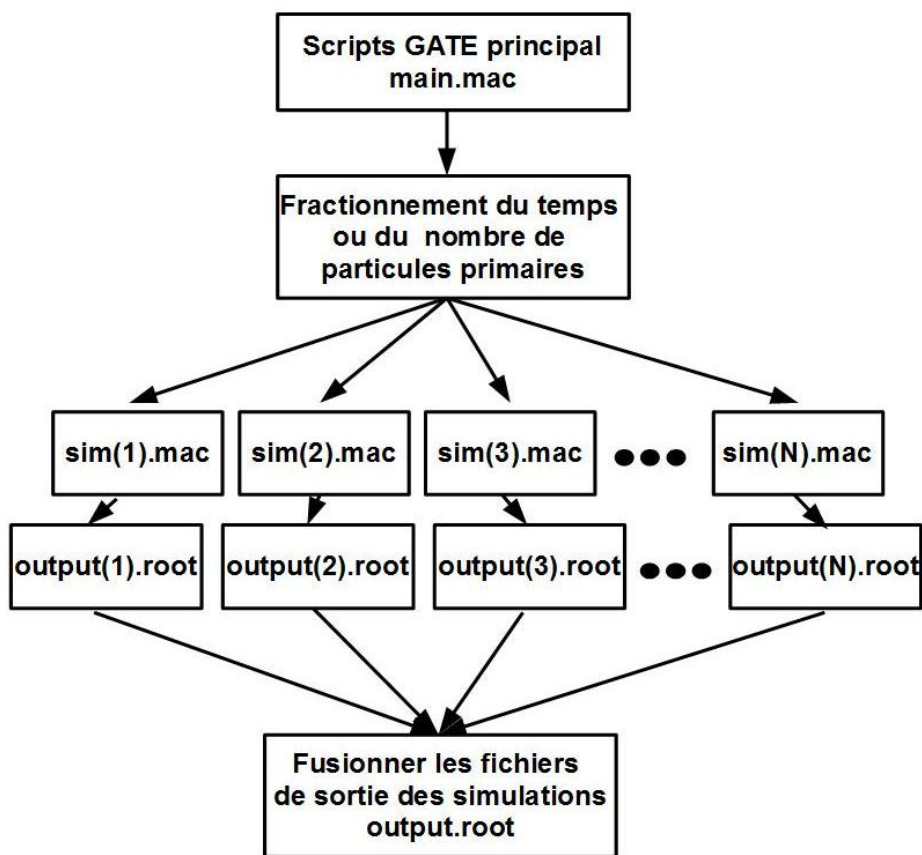 Scripts GATE principal
main.mac
Fractionnement du temps
ou du nombre de
particules primaires
sim(1).mac
sim(2).mac
sim(3).mac
sim(N).mac
output(1).root
output(2).root
output(3).root
output(N).root
Fusionner les fichiers
de sortie des simulations
output.root